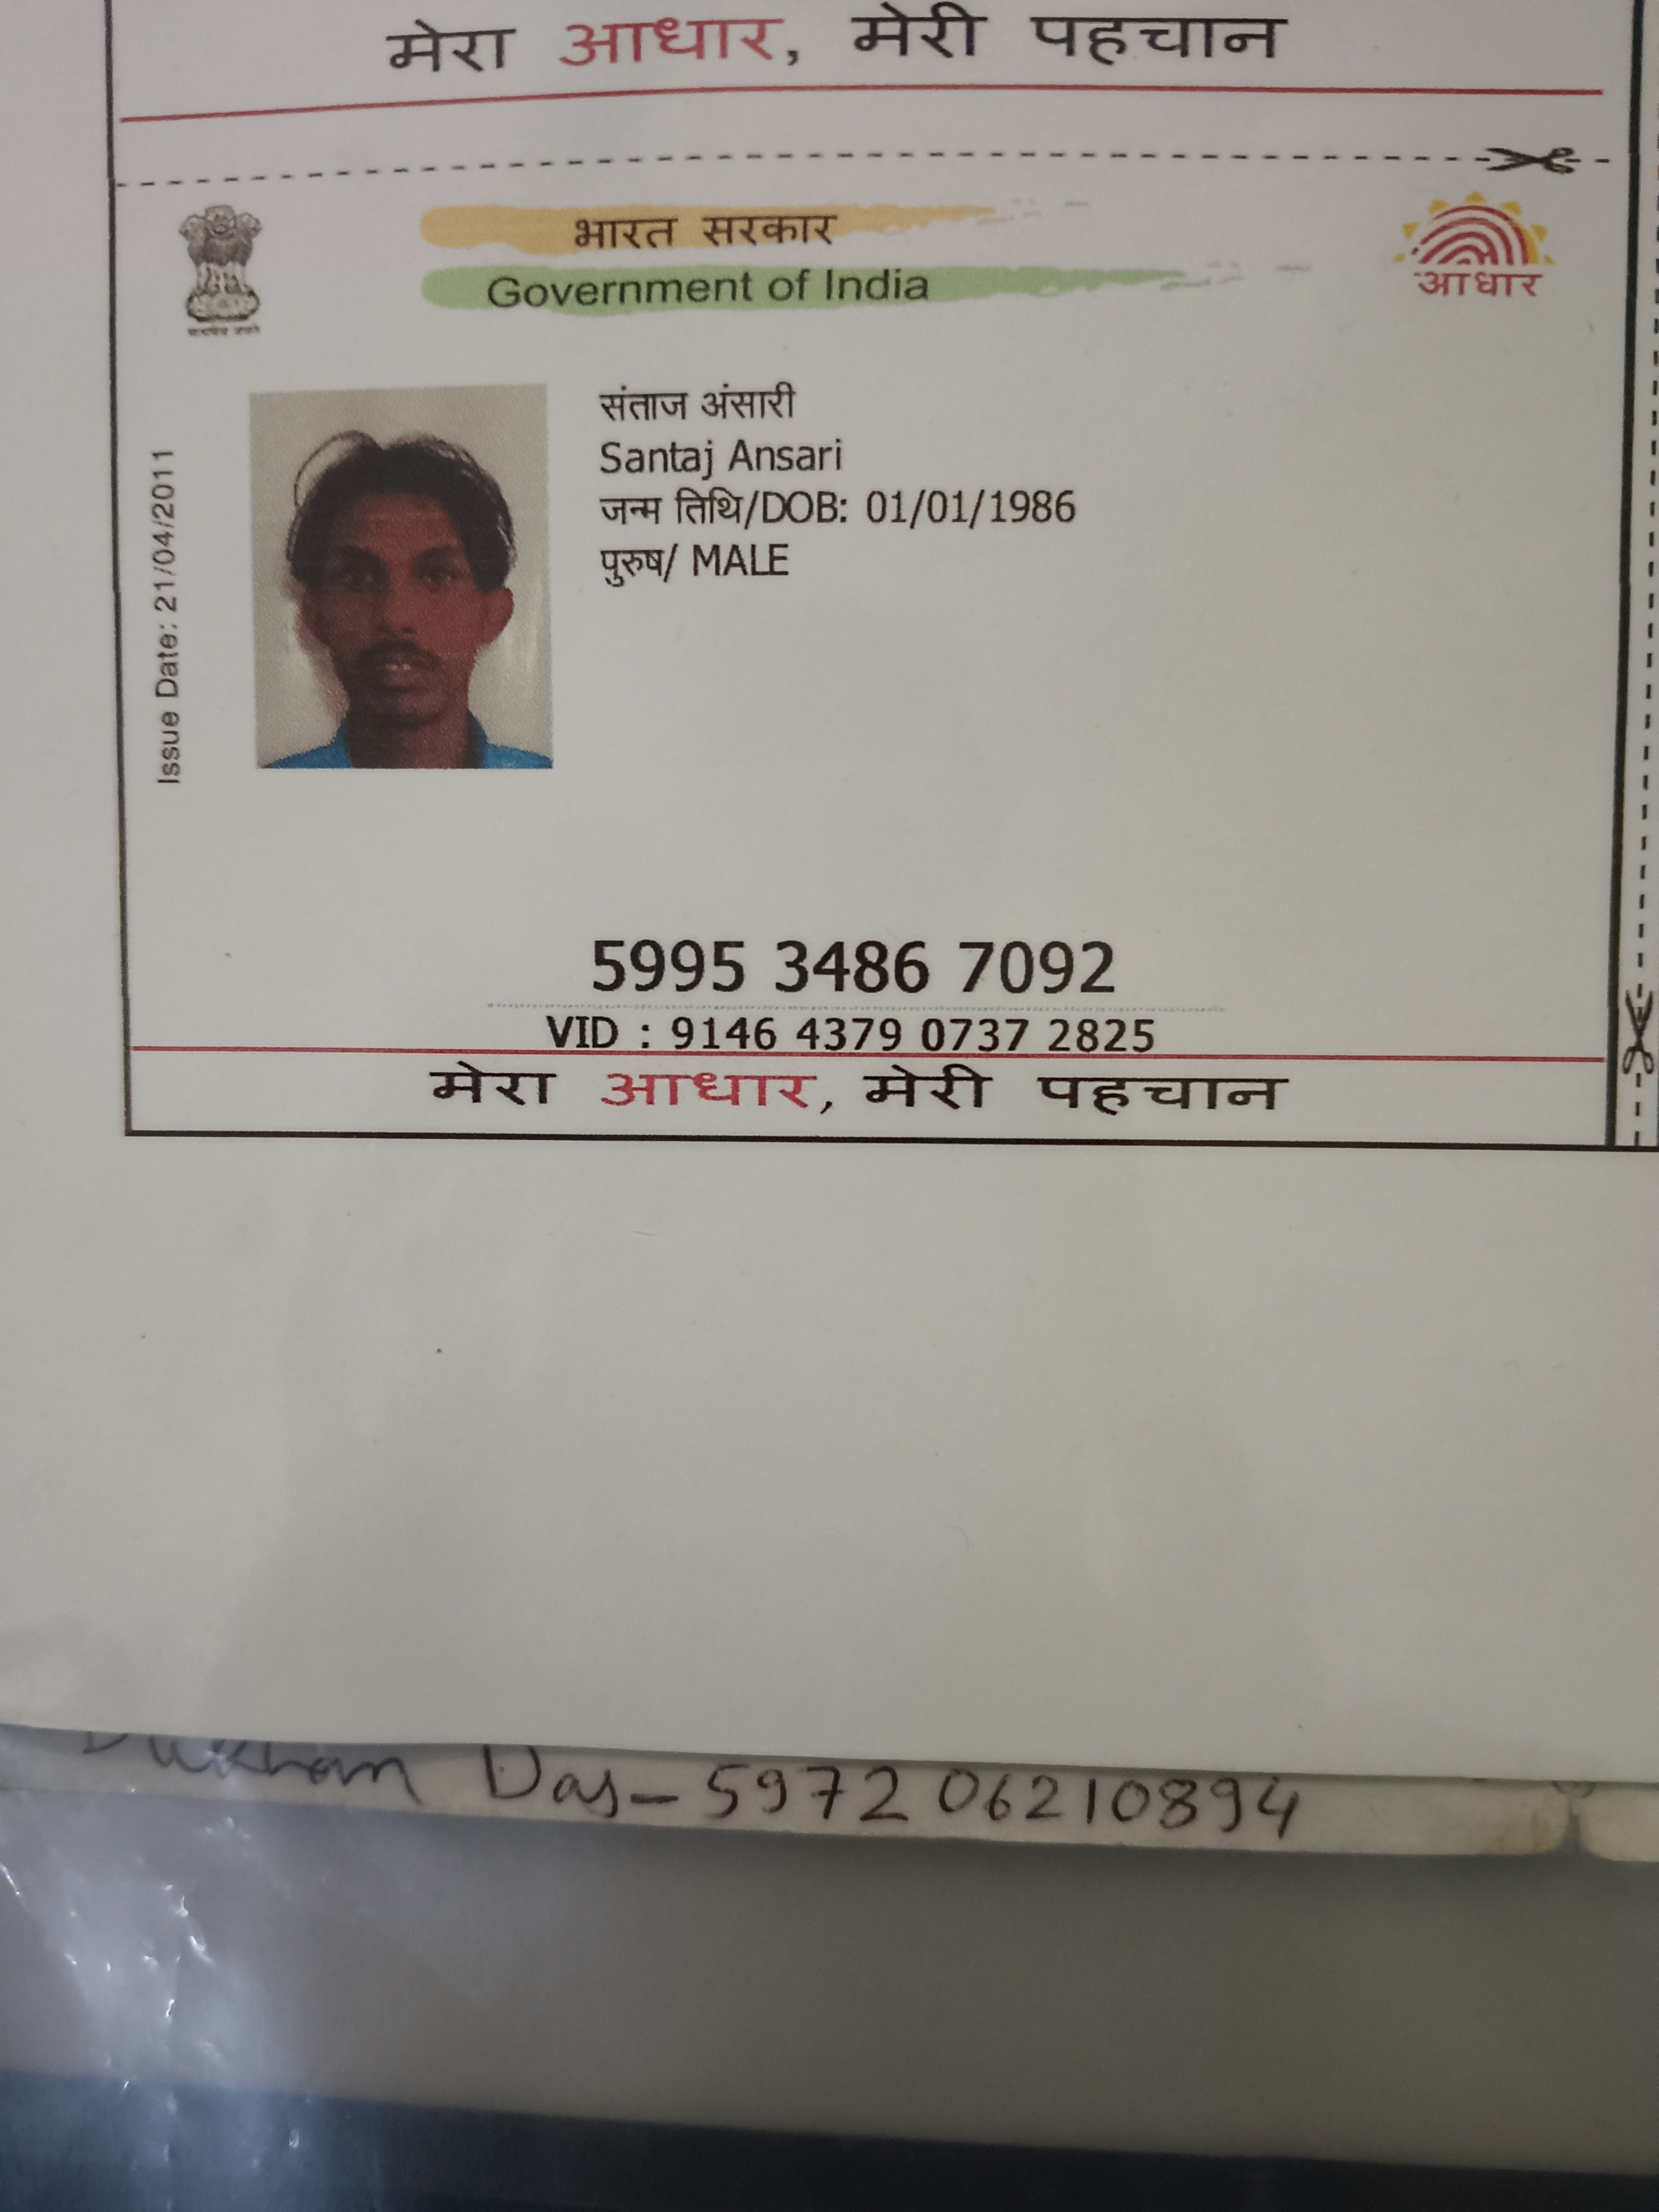 मेरा आधार, मेरी पहचान
भारत सरकार
Government of India
आधार
Issue Date: 21/04/2011
संताज अंसारी
Santaj Ansari
जन्म तिथि/DOB: 01/01/1986
पुरुष/ MALE
5995 3486 7092
VID : 9146 4379 0737 2825
मेरा आधार, मेरी पहचान
Das - 5972 06210894